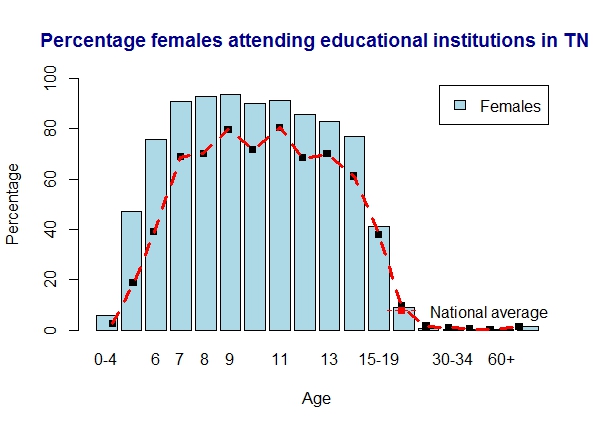 Percentage females attending educational institutions in TN
Females
Percentage
100
80
60
40
20
0
National average
0-4 6 7 8 9 11 13 15-19 30-34 60+
Age